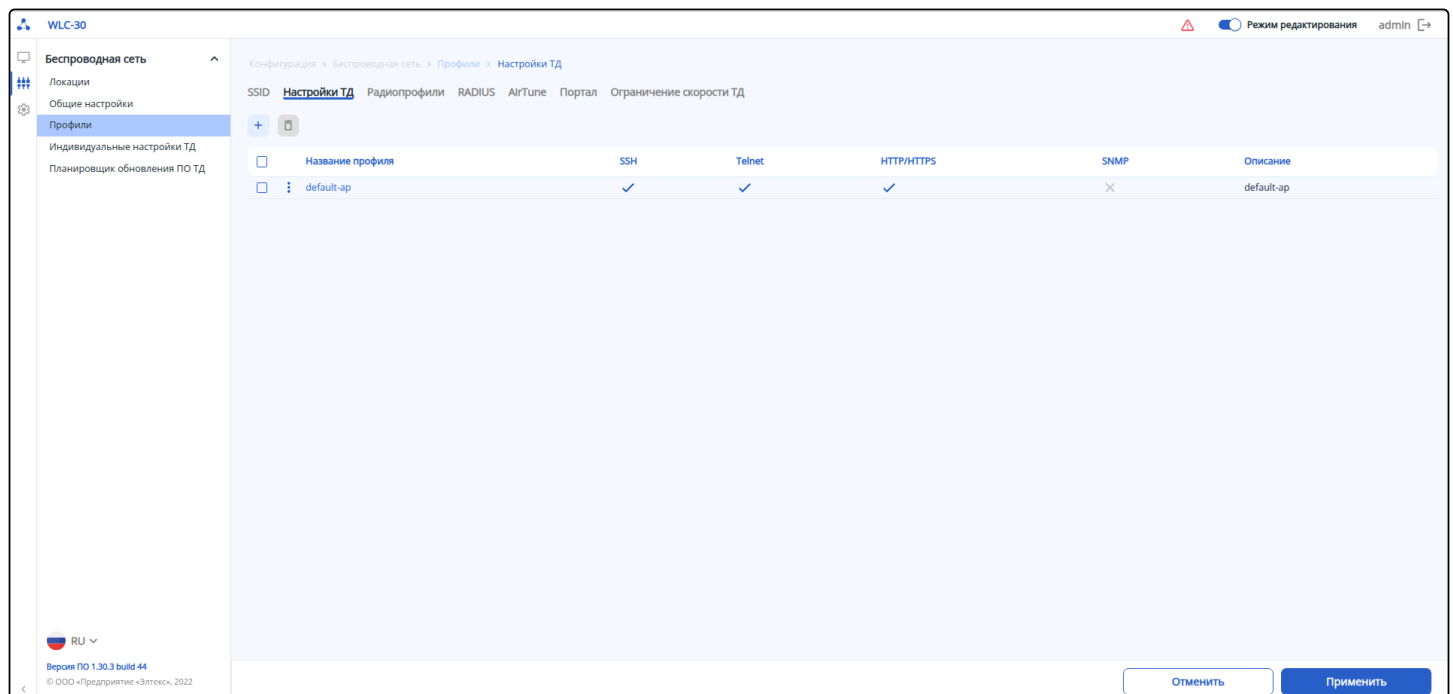 WLC-30
Режим редактирования admin
Беспроводная сеть
Локации
Общие настройки
Профили
Индивидуальные настройки ТД
Планировщик обновления ПО ТД
Конфигурация > Беспроводная сеть > Профили > Настройки ТД
SSID Настройки ТД Радиопрофили RADIUS AirTune Портал Ограничение скорости ТД
Название профиля SSH Telnet HTTP/HTTPS SNMP Описание
default-ap default-ap
RU
Версия ПО 1.30.3 build 44
© ООО «Предприятие «Элтекс», 2022
Отменить Применить